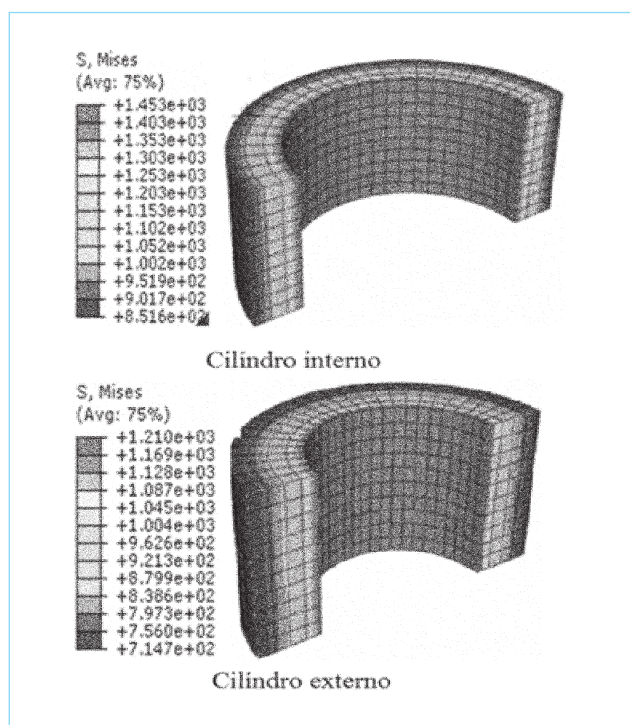 S, Mises
(Avg: 75%)
+1.453e+03
+1.403e+03
+1.353e+03
+1.303e+03
+1.253e+03
+1.203e+03
+1.153e+03
+1.102e+03
+1.052e+03
+1.002e+03
+9.519e+02
+9.017e+02
+8.516e+02
Cilindro interno
S, Mises
(Avg: 75%)
+1.210e+03
+1.169e+03
+1.128e+03
+1.087e+03
+1.045e+03
+1.004e+03
+9.626e+02
+9.213e+02
+8.799e+02
+8.386e+02
+7.973e+02
+7.560e+02
+7.147e+02
Cilindro externo